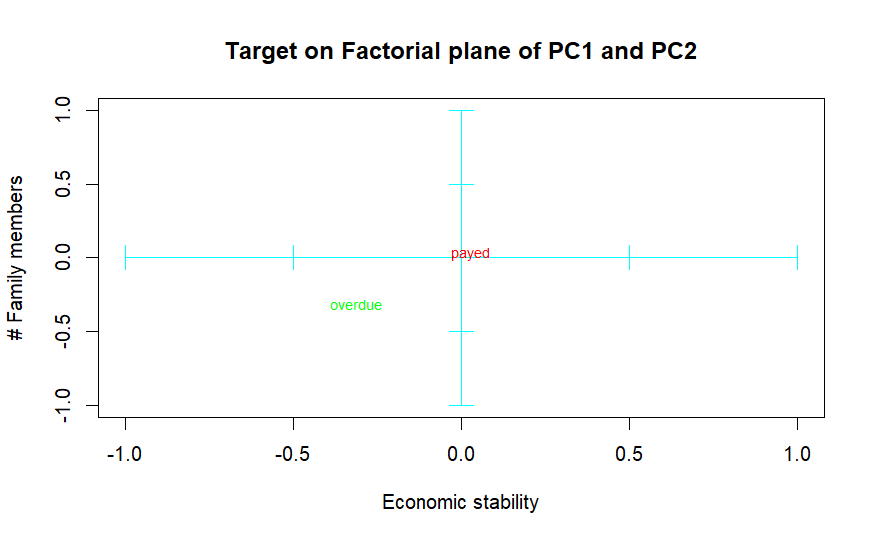 Target on Factorial plane of PC1 and PC2
# Family members
1.0
0.5
0.0
-0.5
-1.0
payed
overdue
-1.0
-0.5
0.0
0.5
1.0
Economic stability